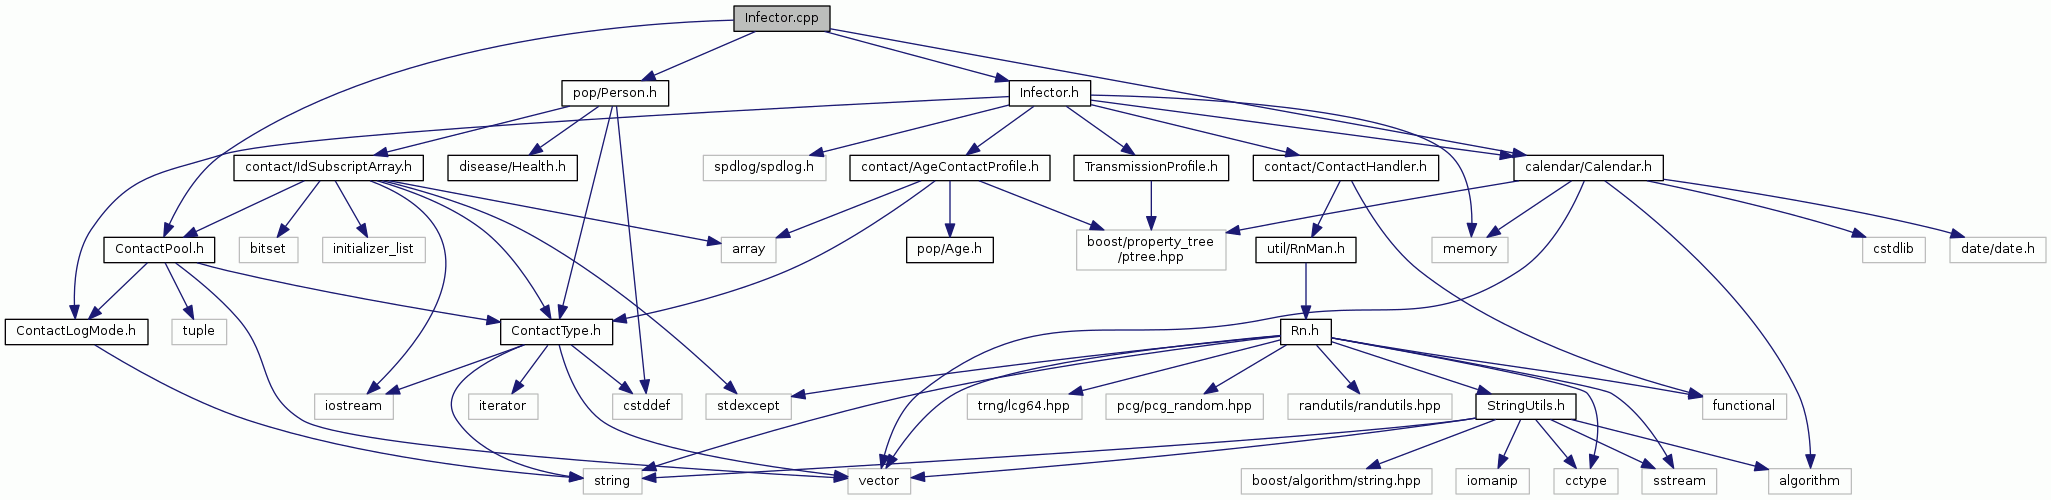 Infector.cpp
pop/Person.h
Infector.h
contact/IdSubscriptArray.h
disease/Health.h
spdlog/spdlog.h
contact/AgeContactProfile.h
TransmissionProfile.h
contact/ContactHandler.h
calendar/Calendar.h
ContactPool.h
bitset
initializer_list
array
pop/Age.h
boost/property_tree
/ptree.hpp
util/RnMan.h
memory
cstdlib
date/date.h
ContactLogMode.h
tuple
ContactType.h
Rn.h
iostream
iterator
cstddef
stdexcept
trng/lcg64.hpp
pcg/pcg_random.hpp
randutils/randutils.hpp
StringUtils.h
functional
string
vector
boost/algorithm/string.hpp
iomanip
cctype
sstream
algorithm